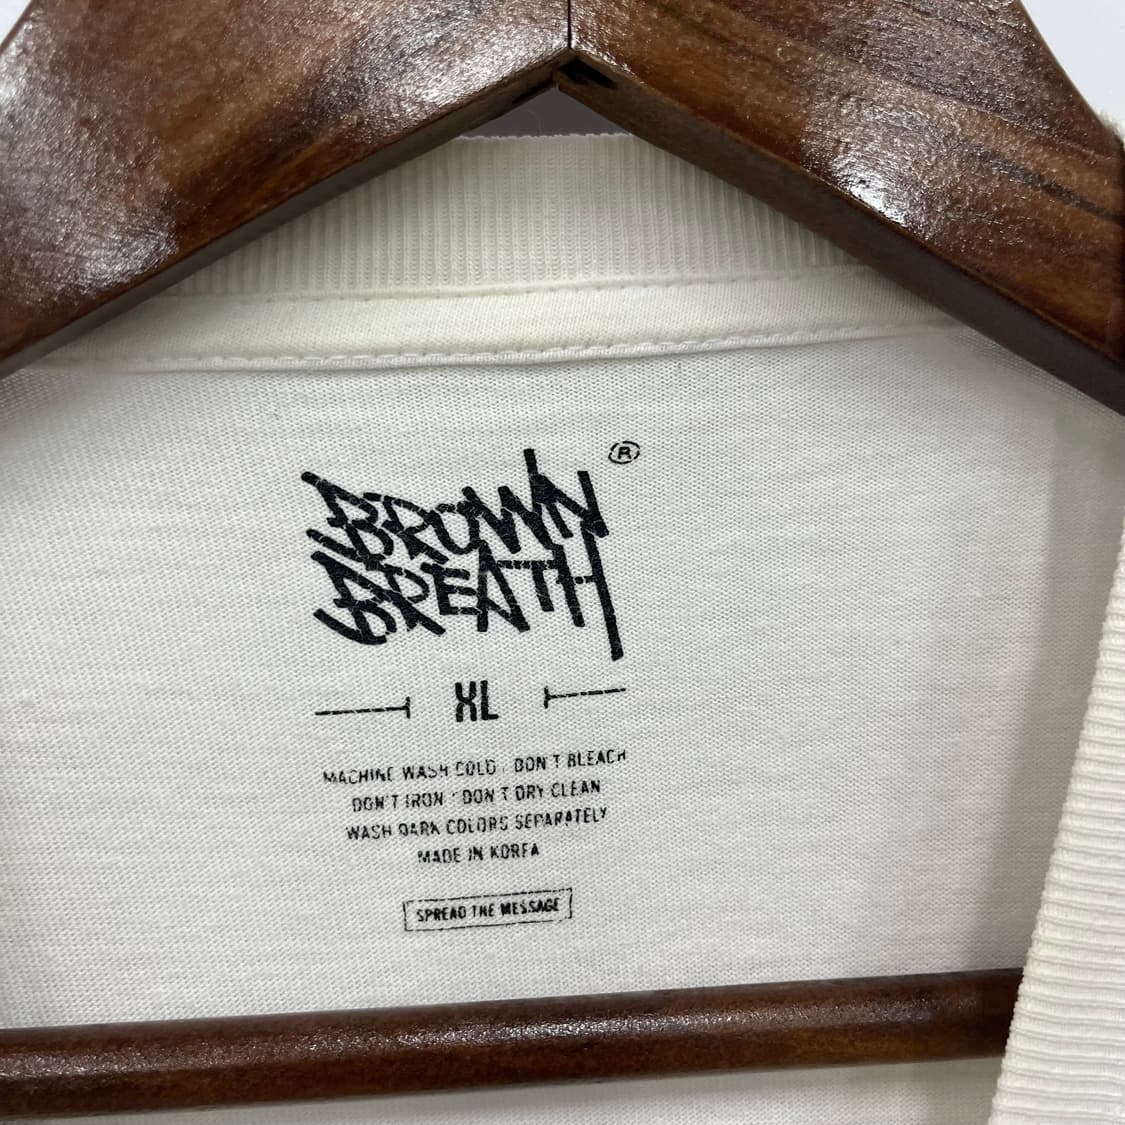 BROWN ®
BREATH
XL
MACHINE WASH COLD . DON'T BLEACH
DON'T IRON . DON'T DRY CLEAN
WASH DARK COLORS SEPARATELY
MADE IN KOREA
SPREAD THE MESSAGE